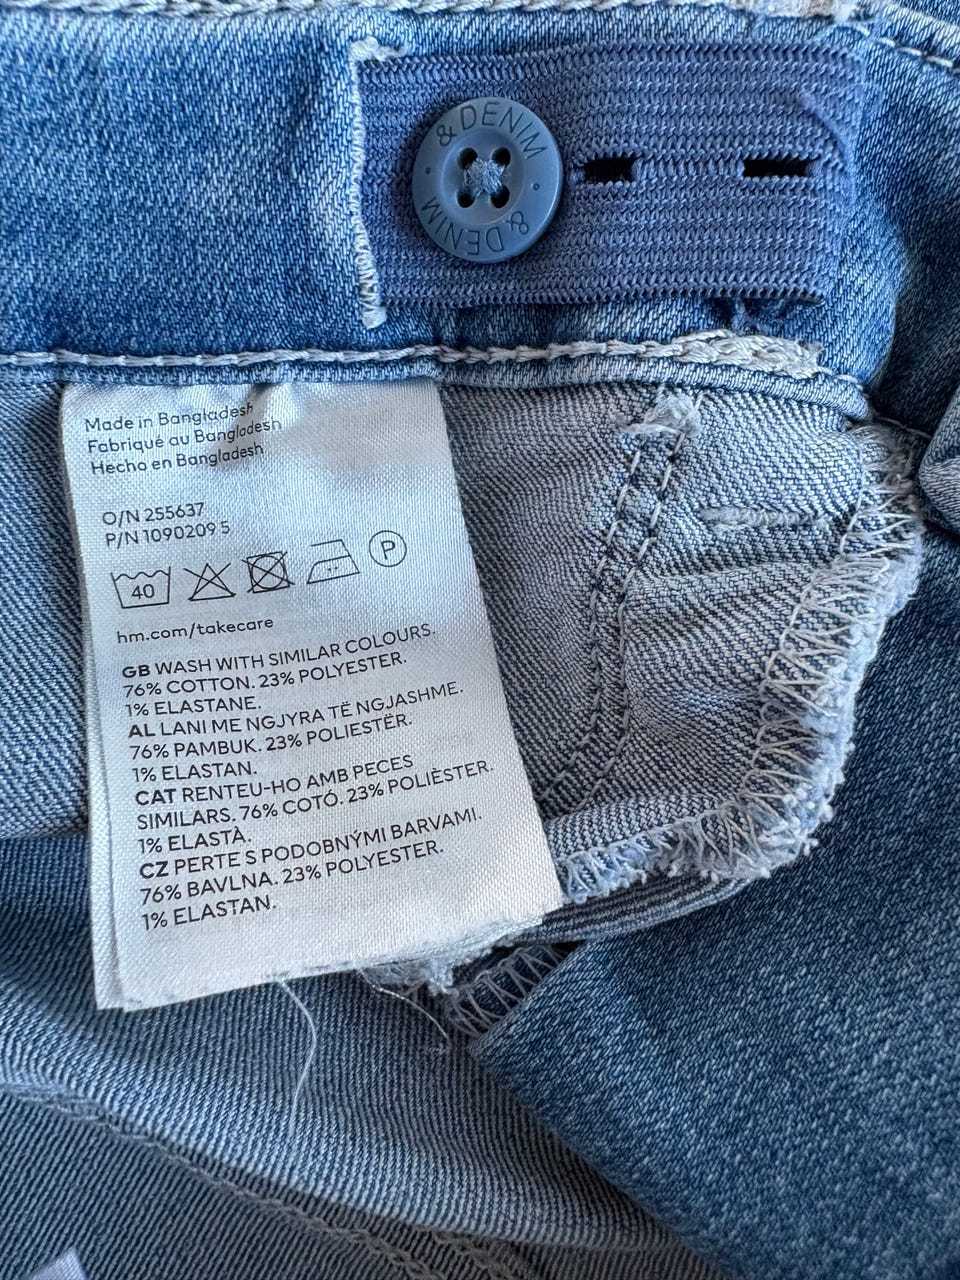 & DENIM
& DENIM
Made in Bangladesh
Fabriqué au Bangladesh
Hecho en Bangladesh
O/N 255637
P/N 10902095
40
P
hm.com/takecare
GB WASH WITH SIMILAR COLOURS.
76% COTTON. 23% POLYESTER.
1% ELASTANE.
AL LANI ME NGJYRA TË NGJASHME.
76% PAMBUK. 23% POLIESTËR.
1% ELASTAN.
CAT RENTEU-HO AMB PECES
SIMILARS. 76% COTÓ. 23% POLIÈSTER.
1% ELASTÀ.
CZ PERTE S PODOBNÝMI BARVAMI.
76% BAVLNA. 23% POLYESTER.
1% ELASTAN.